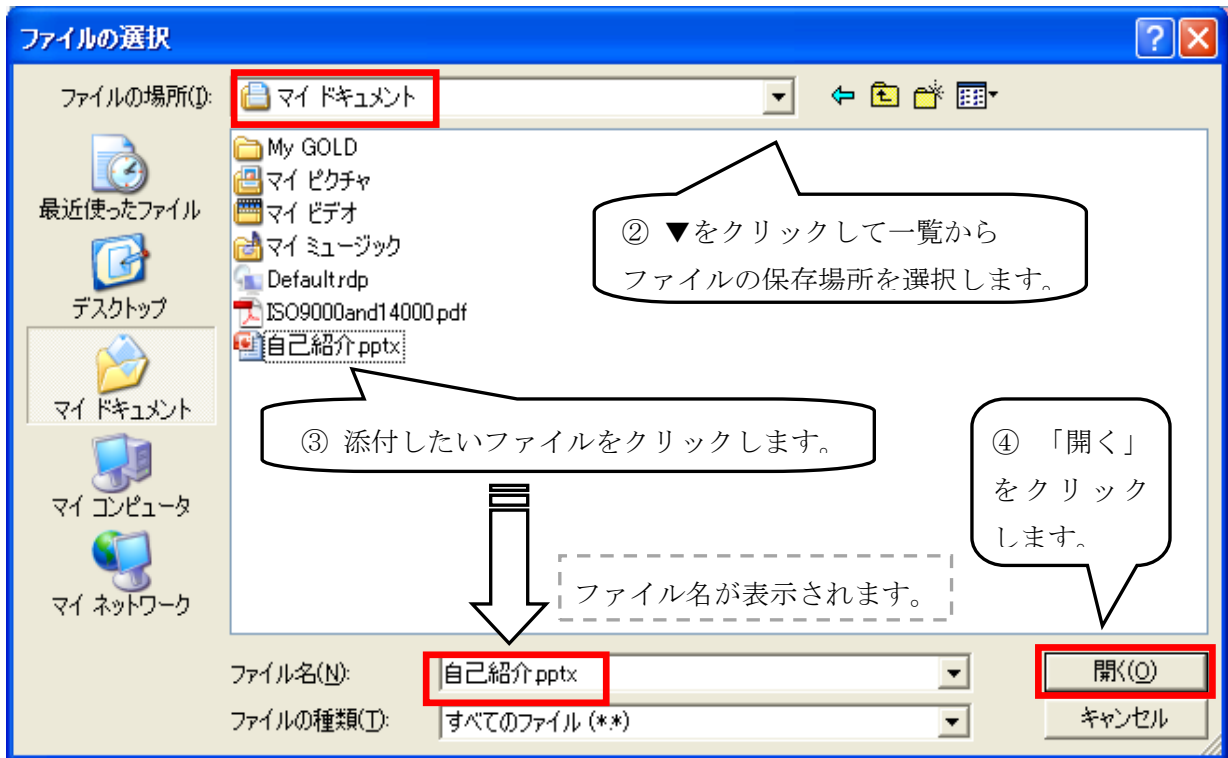 ファイルの選択
ファイルの場所(I):
マイ ドキュメント
最近使ったファイル
デスクトップ
マイ ドキュメント
マイ コンピュータ
マイ ネットワーク
My GOLD
マイ ピクチャ
マイ ビデオ
マイ ミュージック
Default.rdp
ISO9000and14000.pdf
自己紹介.pptx
② ▼をクリックして一覧から
ファイルの保存場所を選択します。
③ 添付したいファイルをクリックします。
④ 「開く」
をクリック
します。
ファイル名が表示されます。
ファイル名(N):
自己紹介.pptx
開く(O)
ファイルの種類(T):
すべてのファイル (*.*)
キャンセル